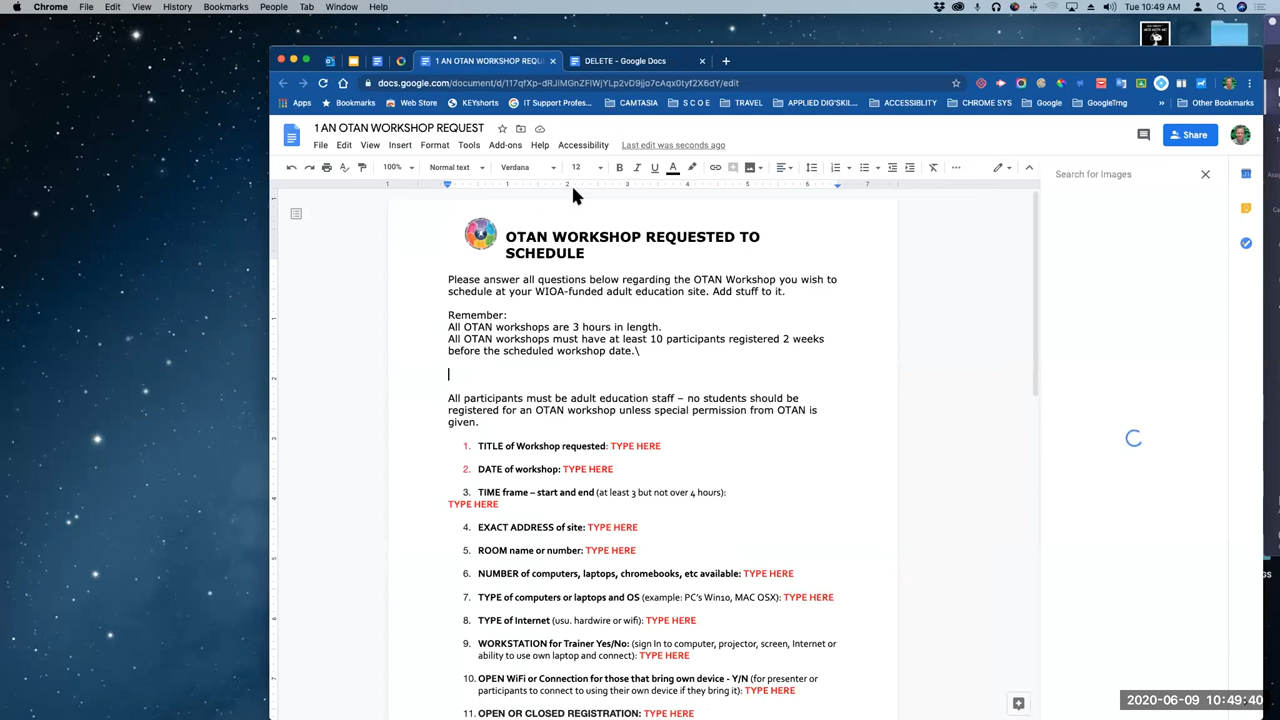 Chrome File Edit View History Bookmarks People Tab Window Help Tue 10:49 AM
1 AN OTAN WORKSHOP REQU DELETE - Google Docs
docs.google.com/document/d/117qfXp-dRJiMGnZFiWjYLp2vD9jjo7cAqx0tyf2X6dY/edit
Apps Bookmarks Web Store KEYshorts IT Support Profes... CAMTASIA S C O E TRAVEL APPLIED DIG'SKIL... ACCESSIBLITY CHROME SYS Google GoogleTrng Other Bookmarks
1 AN OTAN WORKSHOP REQUEST
File Edit View Insert Format Tools Add-ons Help Accessibility Last edit was seconds ago
Share
100% Normal text Verdana 12
Search for Images
1 1 2 3 4 5 6 7
OTAN WORKSHOP REQUESTED TO
SCHEDULE
Please answer all questions below regarding the OTAN Workshop you wish to
schedule at your WIOA-funded adult education site. Add stuff to it.
Remember:
All OTAN workshops are 3 hours in length.
All OTAN workshops must have at least 10 participants registered 2 weeks
before the scheduled workshop date.\
All participants must be adult education staff – no students should be
registered for an OTAN workshop unless special permission from OTAN is
given.
1. TITLE of Workshop requested: TYPE HERE
2. DATE of workshop: TYPE HERE
3. TIME frame – start and end (at least 3 but not over 4 hours):
TYPE HERE
4. EXACT ADDRESS of site: TYPE HERE
5. ROOM name or number: TYPE HERE
6. NUMBER of computers, laptops, chromebooks, etc available: TYPE HERE
7. TYPE of computers or laptops and OS (example: PC's Win10, MAC OSX): TYPE HERE
8. TYPE of Internet (usu. hardwire or wifi): TYPE HERE
9. WORKSTATION for Trainer Yes/No: (sign In to computer, projector, screen, Internet or
ability to use own laptop and connect): TYPE HERE
10. OPEN WiFi or Connection for those that bring own device - Y/N (for presenter or
participants to connect to using their own device if they bring it): TYPE HERE
11. OPEN OR CLOSED REGISTRATION: TYPE HERE
2020-06-09 10:49:40